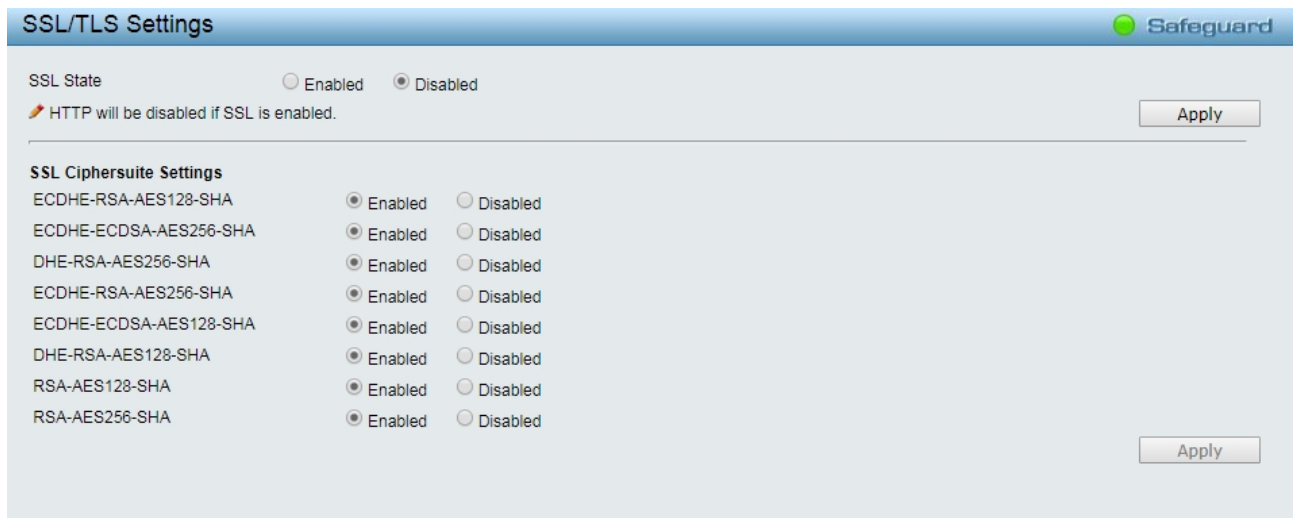 SSL/TLS Settings
Safeguard
SSL State Enabled Disabled
HTTP will be disabled if SSL is enabled.
Apply
SSL Ciphersuite Settings
ECDHE-RSA-AES128-SHA Enabled Disabled
ECDHE-ECDSA-AES256-SHA Enabled Disabled
DHE-RSA-AES256-SHA Enabled Disabled
ECDHE-RSA-AES256-SHA Enabled Disabled
ECDHE-ECDSA-AES128-SHA Enabled Disabled
DHE-RSA-AES128-SHA Enabled Disabled
RSA-AES128-SHA Enabled Disabled
RSA-AES256-SHA Enabled Disabled
Apply